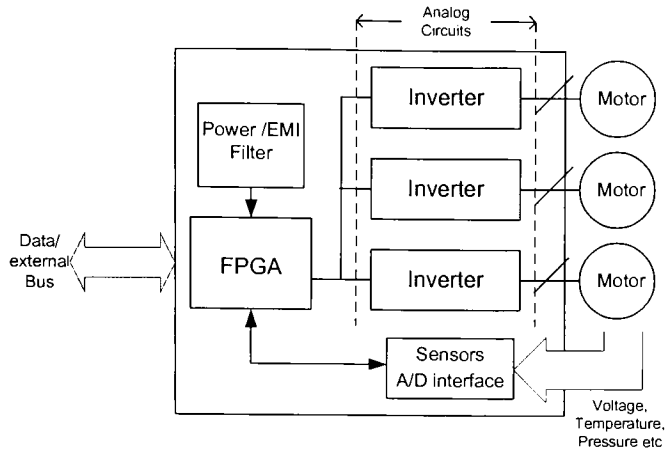 Analog
Circuits
Inverter
Motor
Power /EMI
Filter
Inverter
Motor
Data/
external
Bus
FPGA
Inverter
Motor
Sensors
A/D interface
Voltage,
Temperature,
Pressure etc